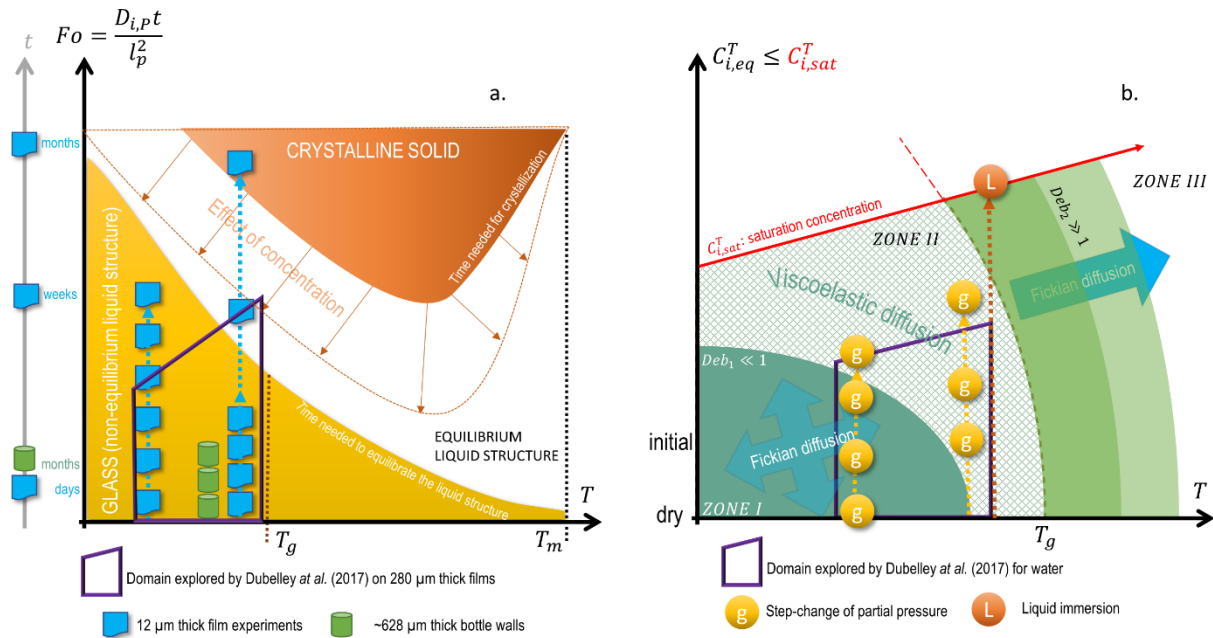 Fo = \frac{D_{i,P} t}{l_p^2}
a.
t
months
weeks
months
days
CRYSTALLINE SOLID
Time needed for crystallization
Effect of concentration
GLASS (non-equilibrium liquid structure)
Time needed to equilibrate the liquid structure
EQUILIBRIUM
LIQUID STRUCTURE
T
T_g
T_m
Domain explored by Dubelley at al. (2017) on 280 µm thick films
12 µm thick film experiments
~628 µm thick bottle walls
C_{i,eq}^T ≤ C_{i,sat}^T
b.
L
ZONE III
Deb_2 ≫ 1
C_{i,sat}^T: saturation concentration
ZONE II
Viscoelastic diffusion
Fickian diffusion
Deb_1 ≪ 1
g
g
g
g
g
g
g
Fickian diffusion
initial
dry
ZONE I
T
T_g
Domain explored by Dubelley at al. (2017) for water
g Step-change of partial pressure
L Liquid immersion